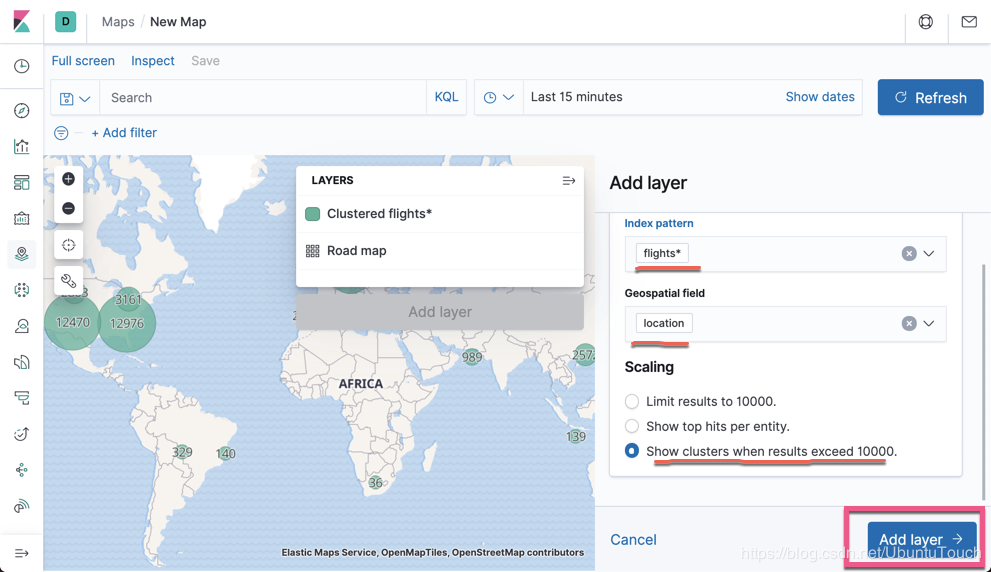 D Maps / New Map
Full screen Inspect Save
Search KQL Last 15 minutes Show dates Refresh
+ Add filter
LAYERS
Clustered flights*
Road map
Add layer
3161
12470
12976
989
2572
AFRICA
329
140
139
36
Elastic Maps Service, OpenMapTiles, OpenStreetMap contributors
Add layer
Index pattern
flights*
Geospatial field
location
Scaling
Limit results to 10000.
Show top hits per entity.
Show clusters when results exceed 10000.
Cancel
Add layer
https://blog.csdn.net/UbuntuTouch